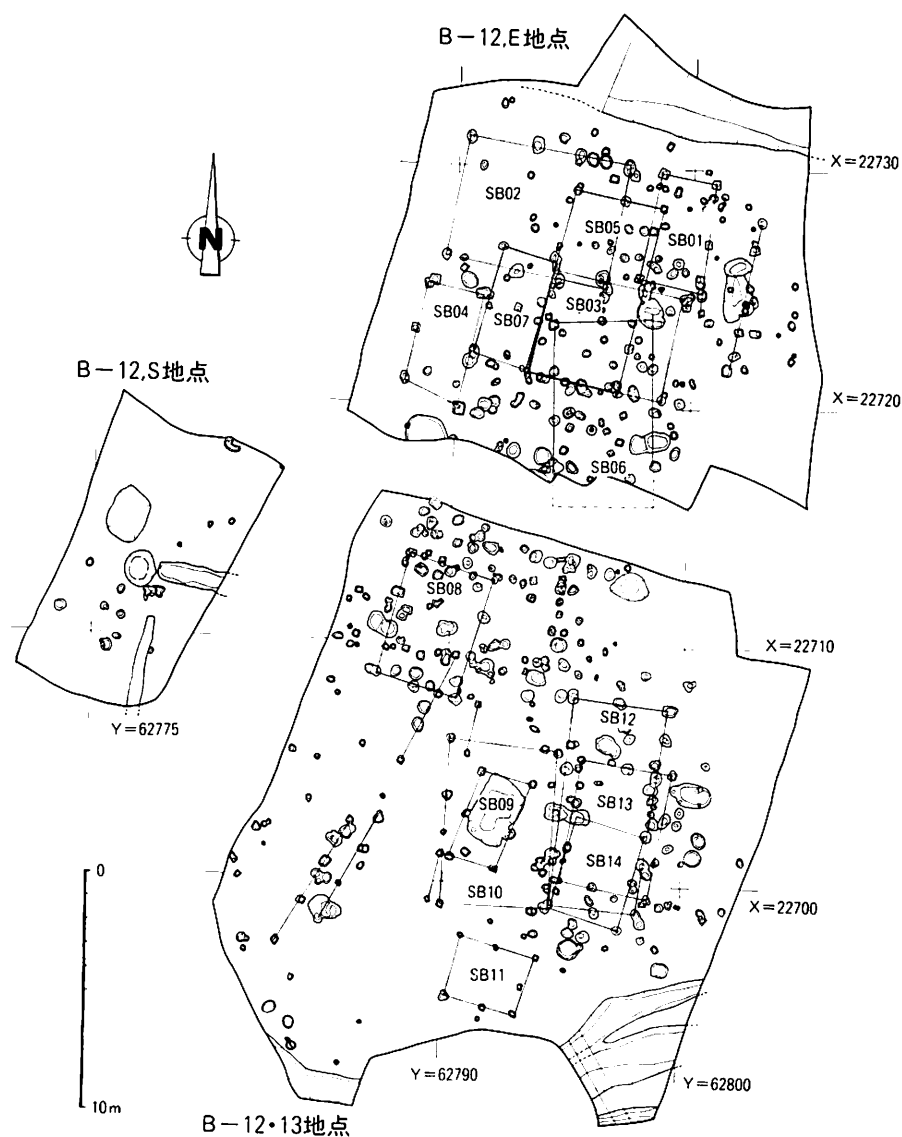 B－12,E地点
X＝22730
SB02
SB05
SB01
SB04
SB07
SB03
X＝22720
SB06
N
B－12,S地点
Y＝62775
SB08
X＝22710
SB12
SB09
SB13
SB14
SB10
X＝22700
SB11
0
10m
Y＝62790
Y＝62800
B－12・13地点